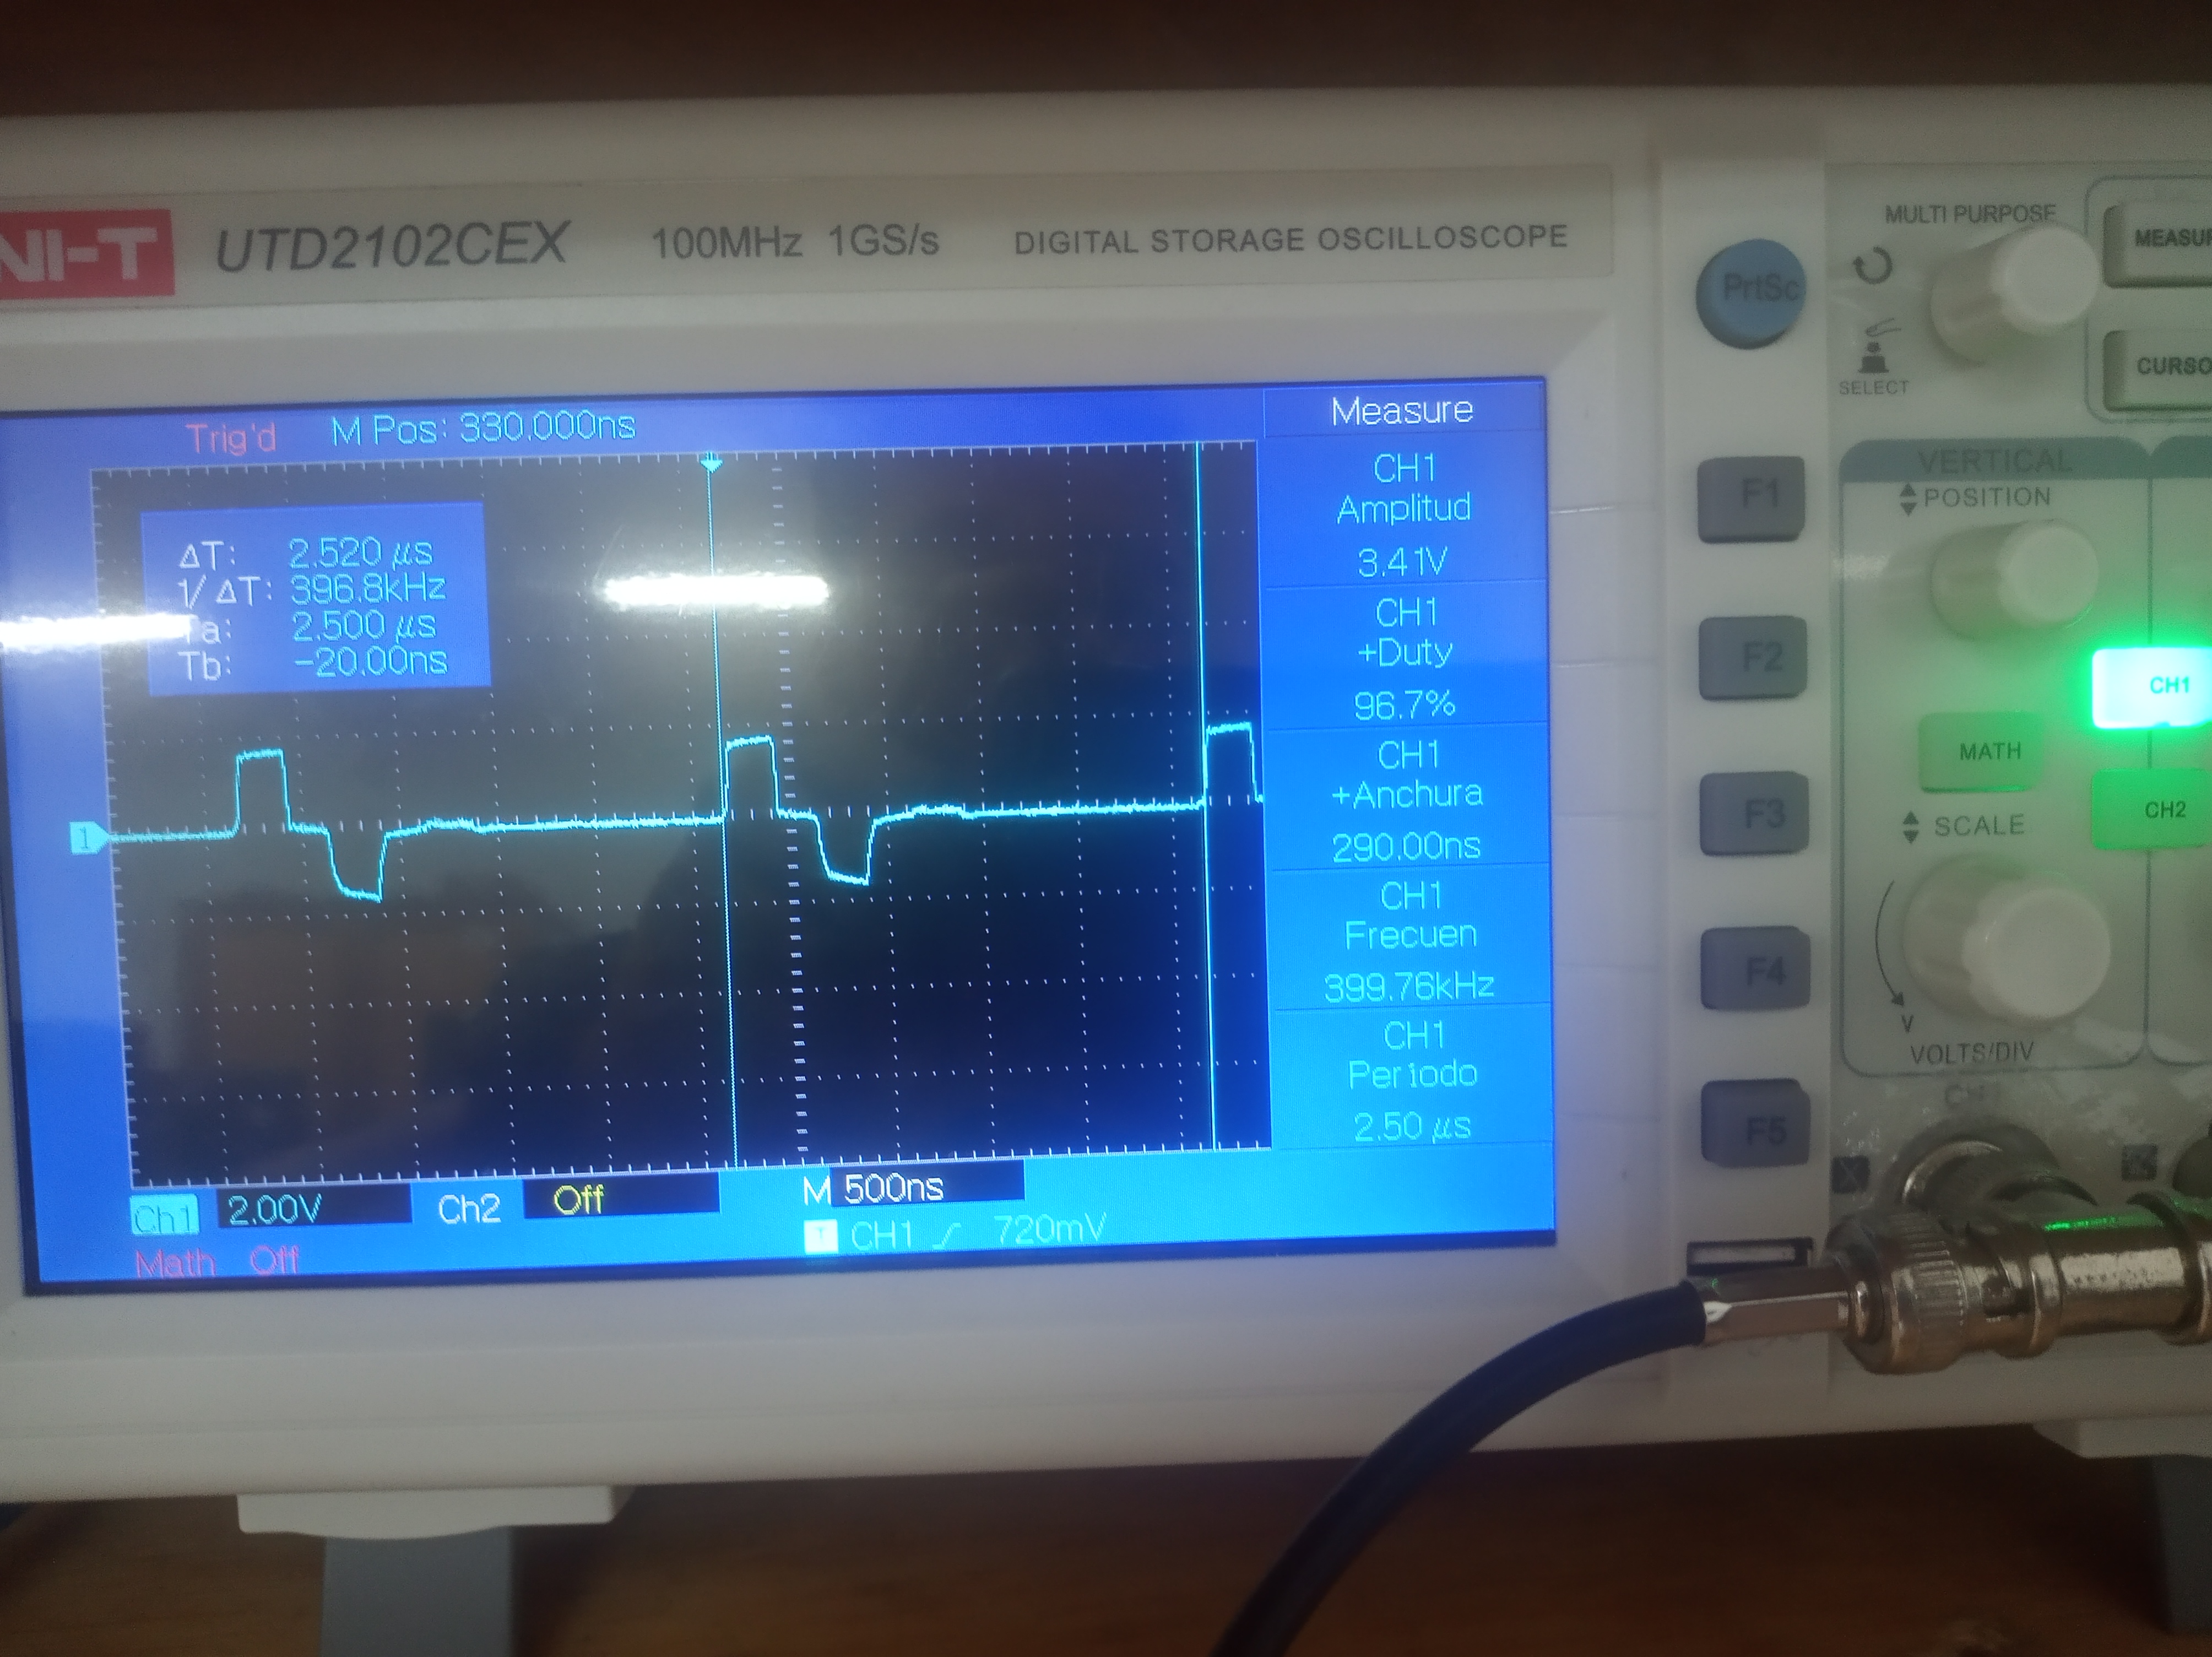 NI-T UTD2102CEX 100MHz 1GS/s DIGITAL STORAGE OSCILLOSCOPE
MULTI PURPOSE
PrtSc
SELECT
Trig'd M Pos: 330.000ns
Measure
ΔT: 2.520 µs
1/ΔT: 396.8kHz
Ta: 2.500 µs
Tb: -20.00ns
1
CH1
Amplitud
3.41V
CH1
+Duty
96.7%
CH1
+Anchura
290.00ns
CH1
Frecuen
399.76kHz
CH1
Período
2.50 µs
Ch1 2.00V Ch2 Off M 500ns
T CH1 720mV
Math Off
F1
F2
F3
F4
F5
VERTICAL
POSITION
CH1
MATH
CH2
SCALE
V
VOLTS/DIV
X